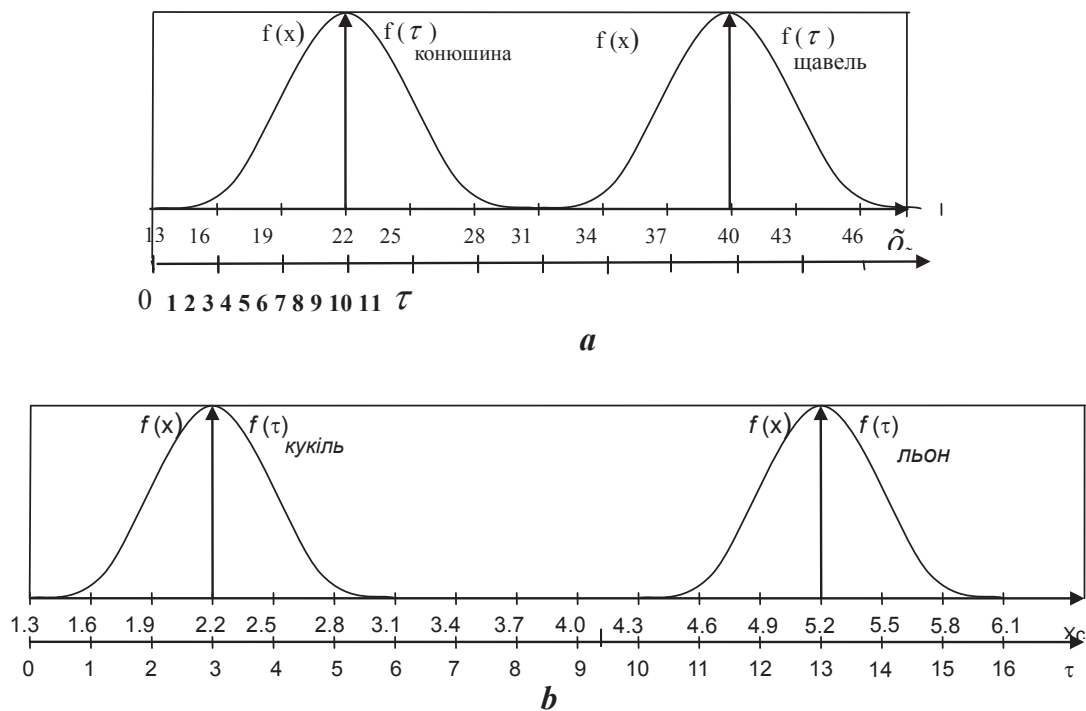 f (x) f ( τ ) f (x) f ( τ )
конюшина щавель
13 16 19 22 25 28 31 34 37 40 43 46
0 1 2 3 4 5 6 7 8 9 10 11 τ
a
f (x) f (τ) f (x) f (τ)
кукіль льон
1.3 1.6 1.9 2.2 2.5 2.8 3.1 3.4 3.7 4.0 4.3 4.6 4.9 5.2 5.5 5.8 6.1
0 1 2 3 4 5 6 7 8 9 10 11 12 13 14 15 16 τ
b